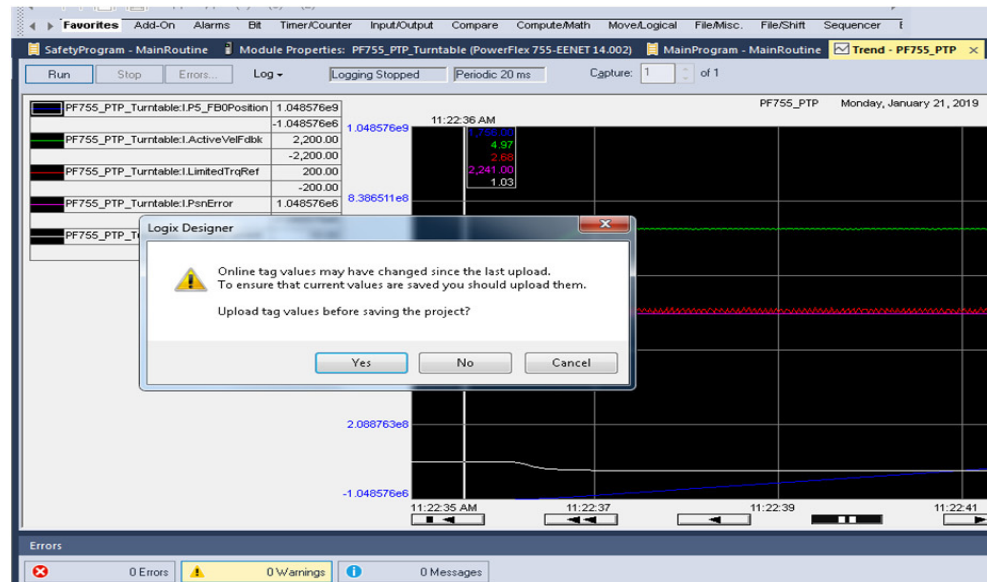 Favorites Add-On Alarms Bit Timer/Counter Input/Output Compare Compute/Math Move/Logical File/Misc. File/Shift Sequencer
SafetyProgram - MainRoutine Module Properties: PF755_PTP_Turntable (PowerFlex 755-EENET 14.002) MainProgram - MainRoutine Trend - PF755_PTP ×
Run Stop Errors... Log Logging Stopped Periodic 20 ms Capture: 1 of 1
PF755_PTP Monday, January 21, 2019
PF755_PTP_Turntable:I.P5_FB0Position 1.048576e9
-1.048576e6
PF755_PTP_Turntable:I.ActiveVelFdbk 2,200.00
-2,200.00
PF755_PTP_Turntable:I.LimitedTrqRef 200.00
-200.00
PF755_PTP_Turntable:I.PsnError 1.048576e6
PF755_PTP_T
11:22:36 AM
1.048576e9
1,756.00
4.97
2.68
2,241.00
1.03
8.386511e8
Logix Designer
Online tag values may have changed since the last upload.
To ensure that current values are saved you should upload them.
Upload tag values before saving the project?
Yes No Cancel
2.088763e8
-1.048576e6
11:22:35 AM 11:22:37 11:22:39 11:22:41
Errors
0 Errors 0 Warnings 0 Messages